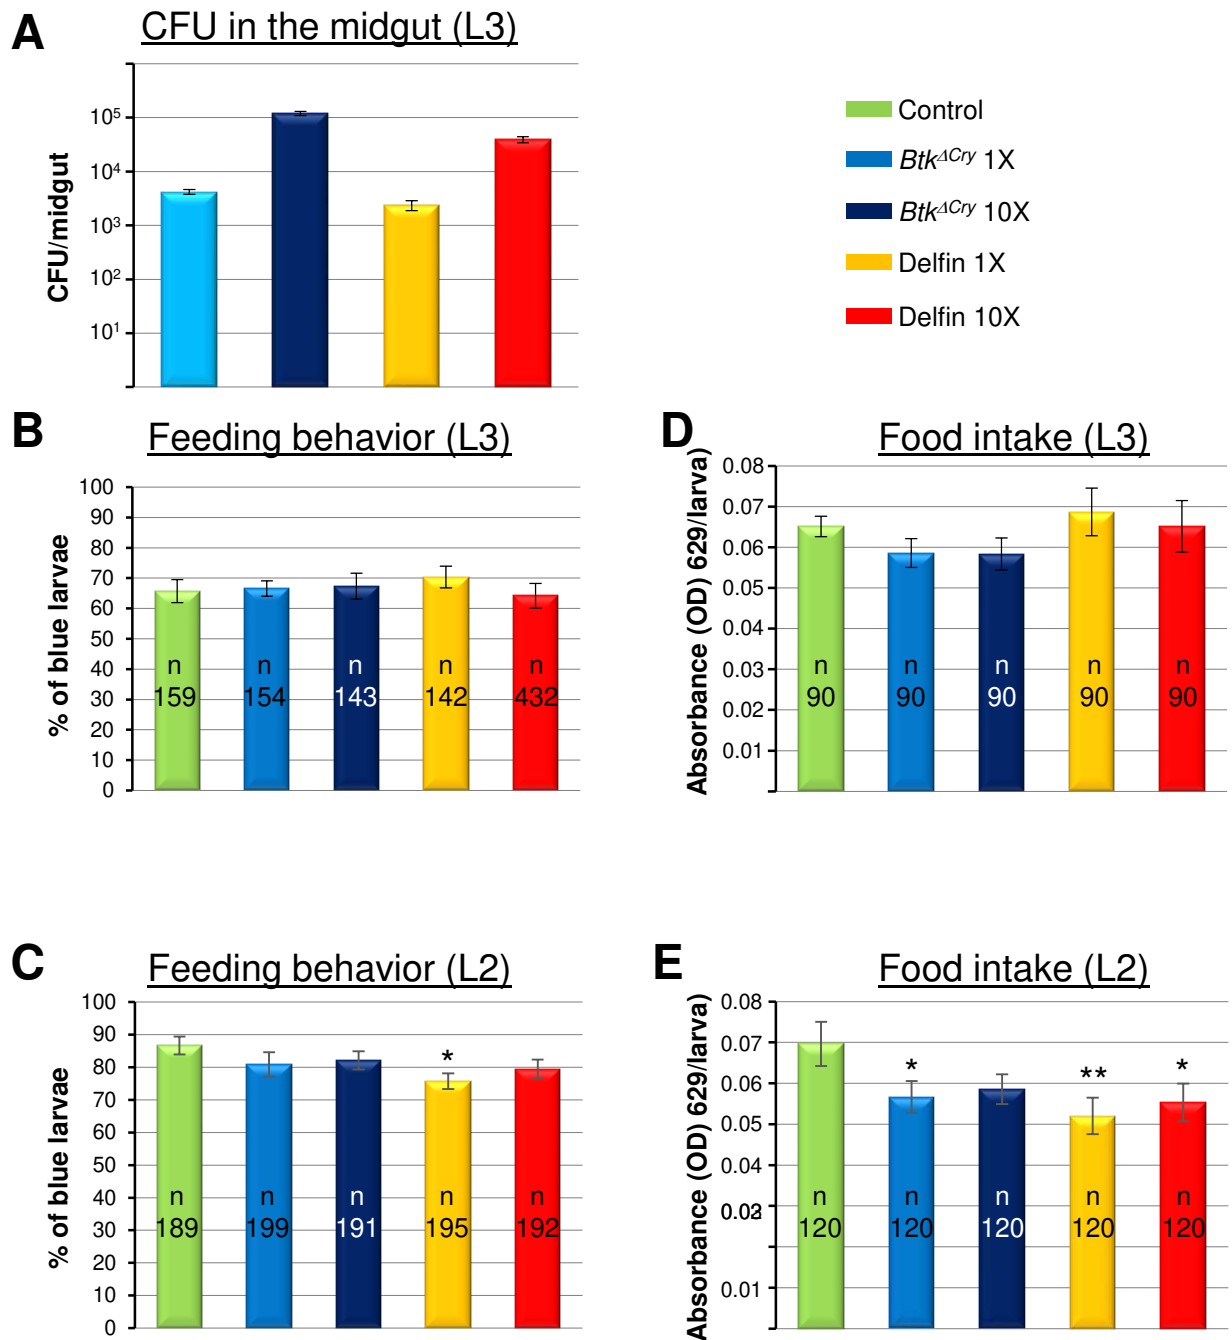 A
CFU in the midgut (L3)
CFU/midgut
10⁵
10⁴
10³
10²
10¹
Control
Btk^ΔCry 1X
Btk^ΔCry 10X
Delfin 1X
Delfin 10X
B
Feeding behavior (L3)
% of blue larvae
100
90
80
70
60
50
40
30
20
10
0
n n n n n
159 154 143 142 432
D
Food intake (L3)
Absorbance (OD) 629/larva)
0.08
0.07
0.06
0.05
0.04
0.03
0.02
0.01
n n n n n
90 90 90 90 90
C
Feeding behavior (L2)
% of blue larvae
100
90
80
70
60
50
40
30
20
10
0
*
n n n n n
189 199 191 195 192
E
Food intake (L2)
Absorbance (OD) 629/larva)
0.08
0.07
0.06
0.05
0.04
0.01
* ** *
n n n n n
120 120 120 120 120